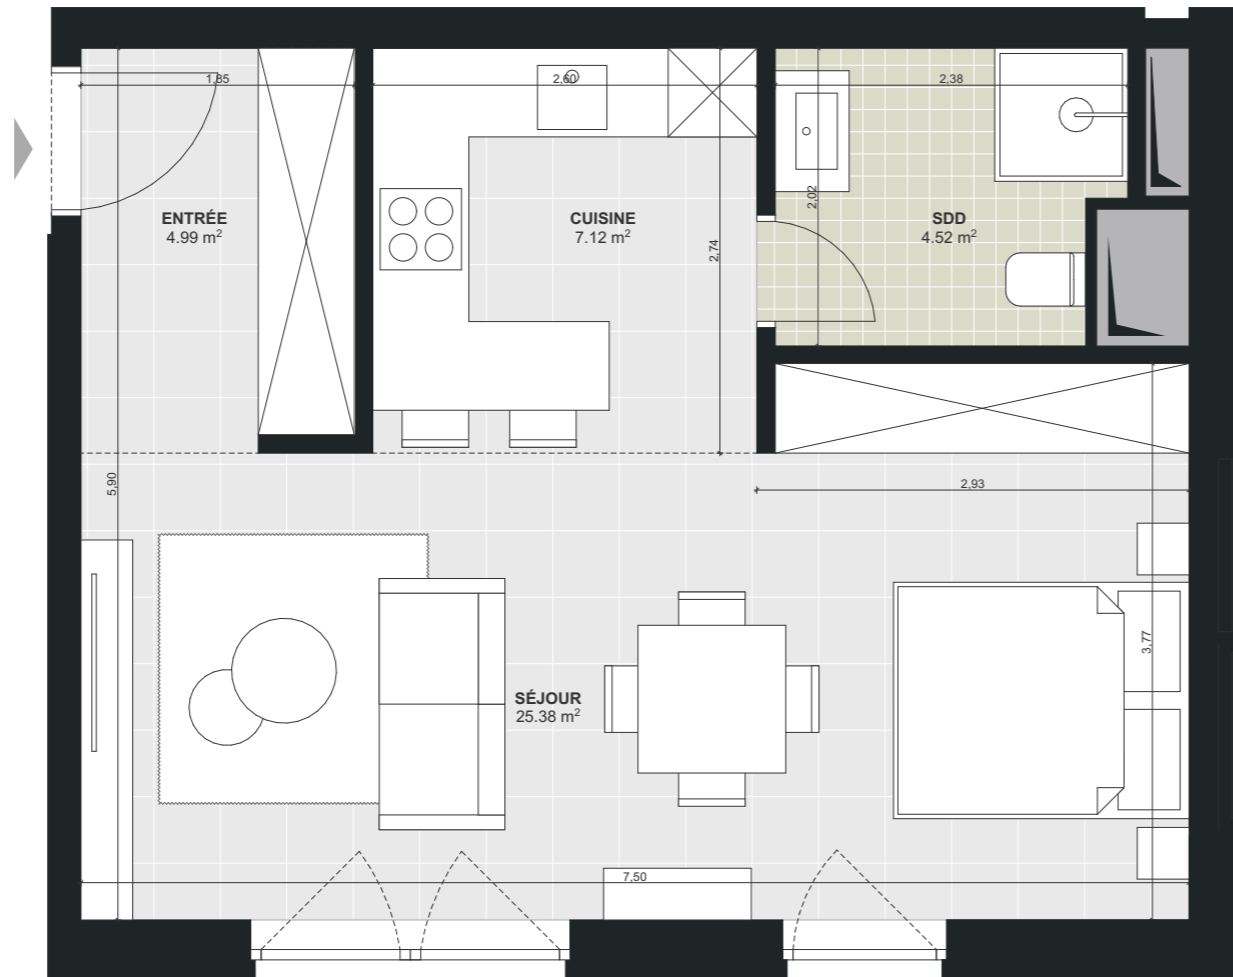 1,85
2,60
2,38
ENTRÉE
4.99 m²
CUISINE
7.12 m²
2,74
2,02
SDD
4.52 m²
5,90
2,93
3,77
SÉJOUR
25.38 m²
7,50